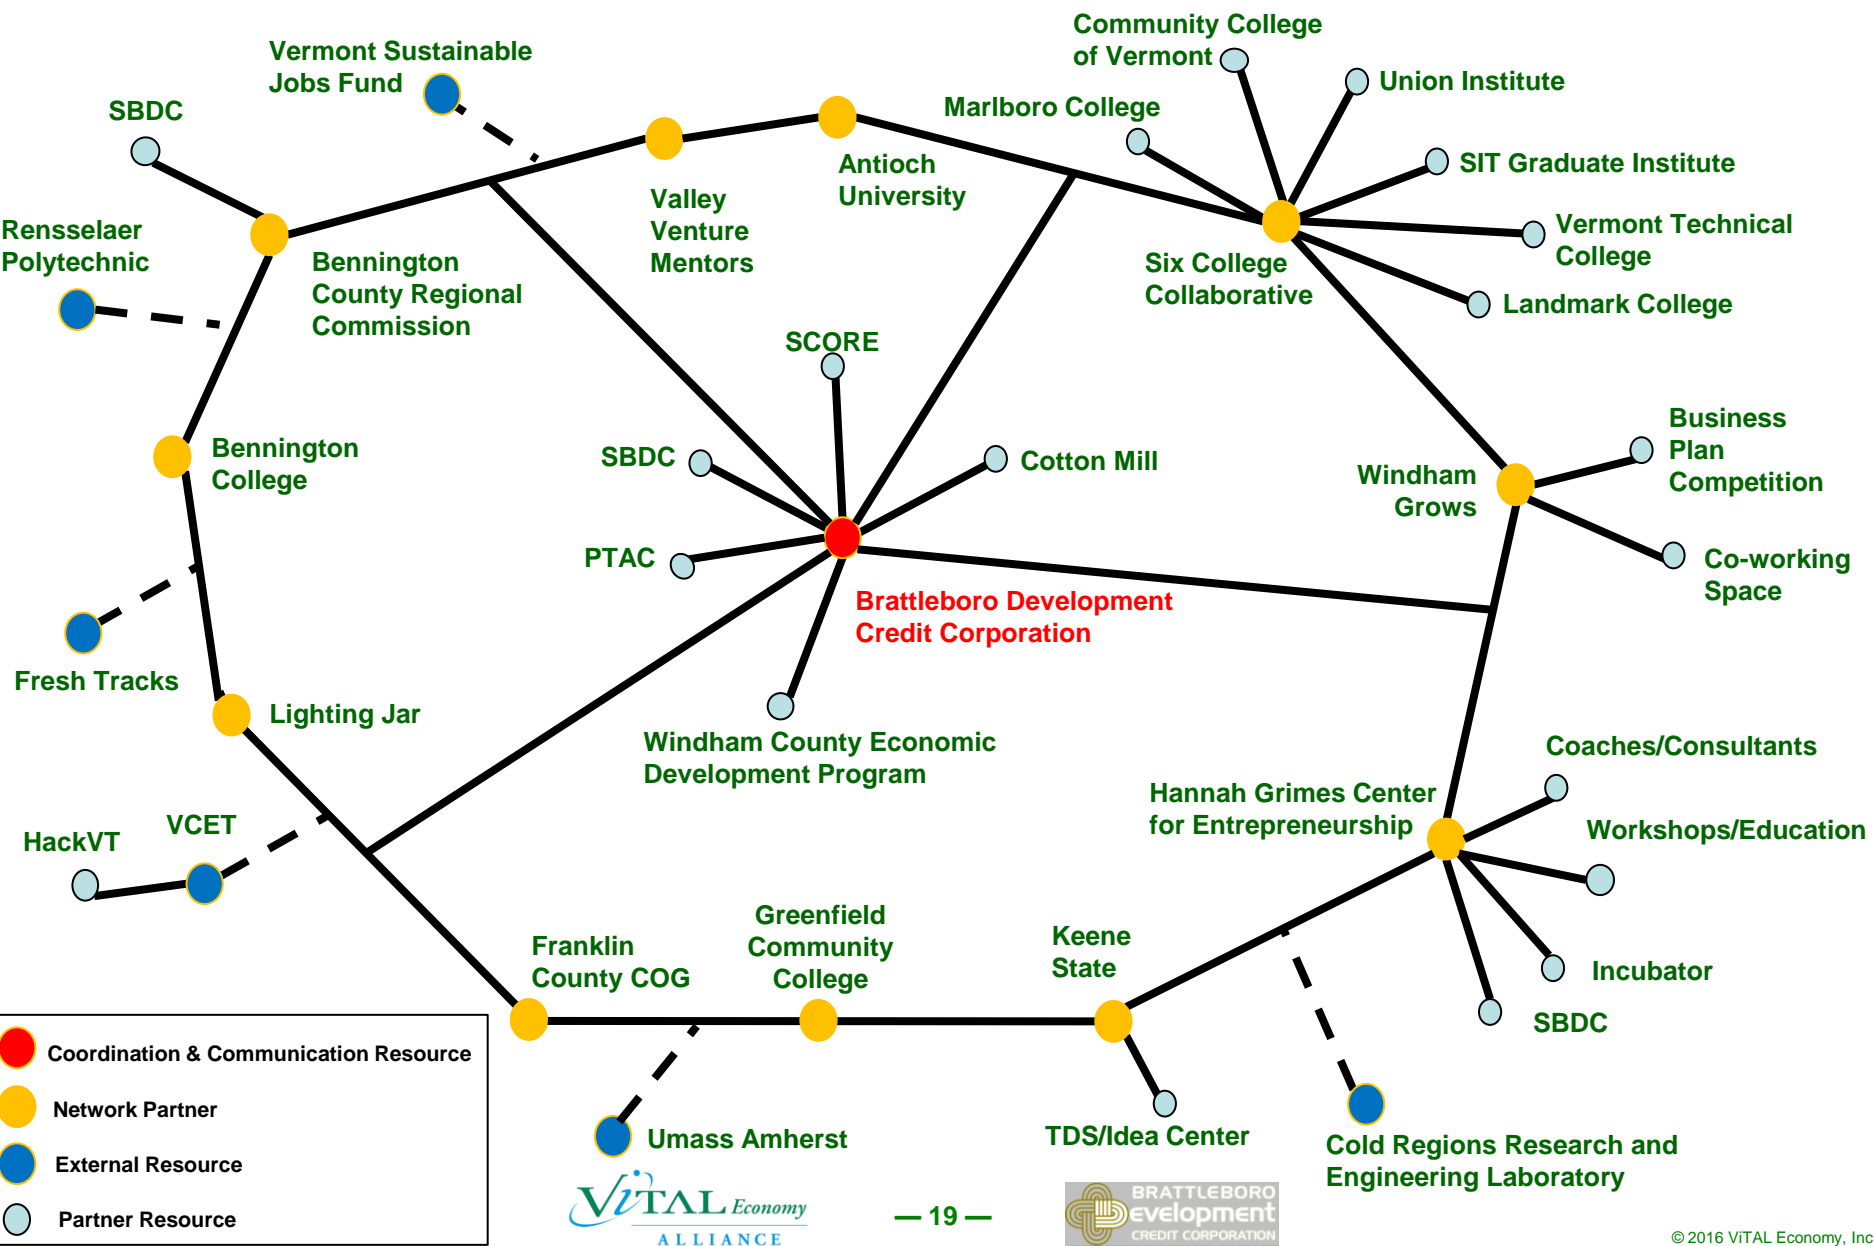 Community College
of Vermont
Vermont Sustainable
Jobs Fund
Union Institute
SBDC
Marlboro College
SIT Graduate Institute
Antioch
University
Valley
Venture
Mentors
Rensselaer
Polytechnic
Vermont Technical
College
Bennington
County Regional
Commission
Six College
Collaborative
Landmark College
SCORE
Business
Plan
Competition
Bennington
College
SBDC
Cotton Mill
Windham
Grows
PTAC
Co-working
Space
Brattleboro Development
Credit Corporation
Fresh Tracks
Lighting Jar
Windham County Economic
Development Program
Coaches/Consultants
Hannah Grimes Center
for Entrepreneurship
HackVT
VCET
Workshops/Education
Franklin
County COG
Greenfield
Community
College
Keene
State
Incubator
SBDC
Coordination & Communication Resource
Network Partner
External Resource
Partner Resource
Umass Amherst
TDS/Idea Center
Cold Regions Research and
Engineering Laboratory
ViTAL Economy
ALLIANCE
— 19 —
BRATTLEBORO
Development
CREDIT CORPORATION
© 2016 ViTAL Economy, Inc